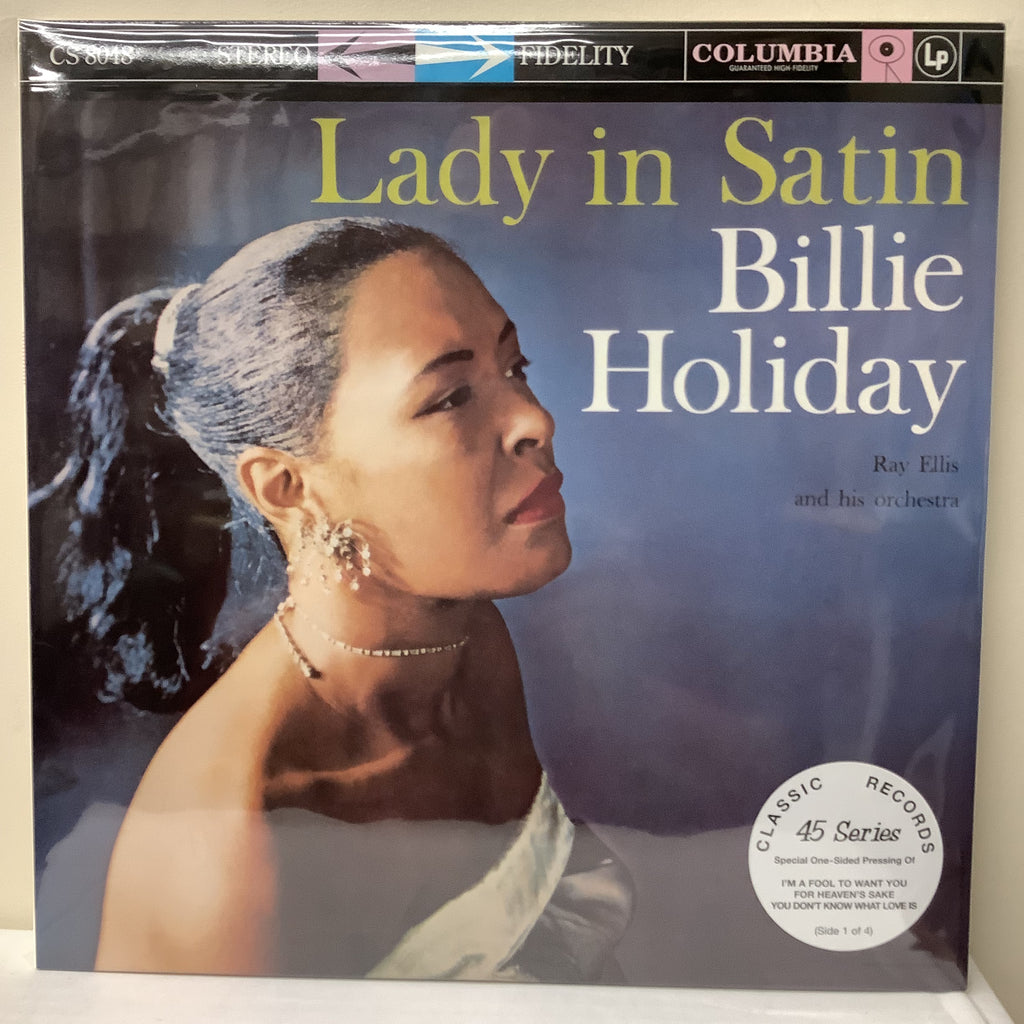 CS 8048 STEREO FIDELITY COLUMBIA Lp
GUARANTEED HIGH-FIDELITY
Lady in Satin
Billie
Holiday
Ray Ellis
and his orchestra
CLASSIC RECORDS
45 Series
Special One-Sided Pressing Of
I'M A FOOL TO WANT YOU
FOR HEAVEN'S SAKE
YOU DON'T KNOW WHAT LOVE IS
(Side 1 of 4)